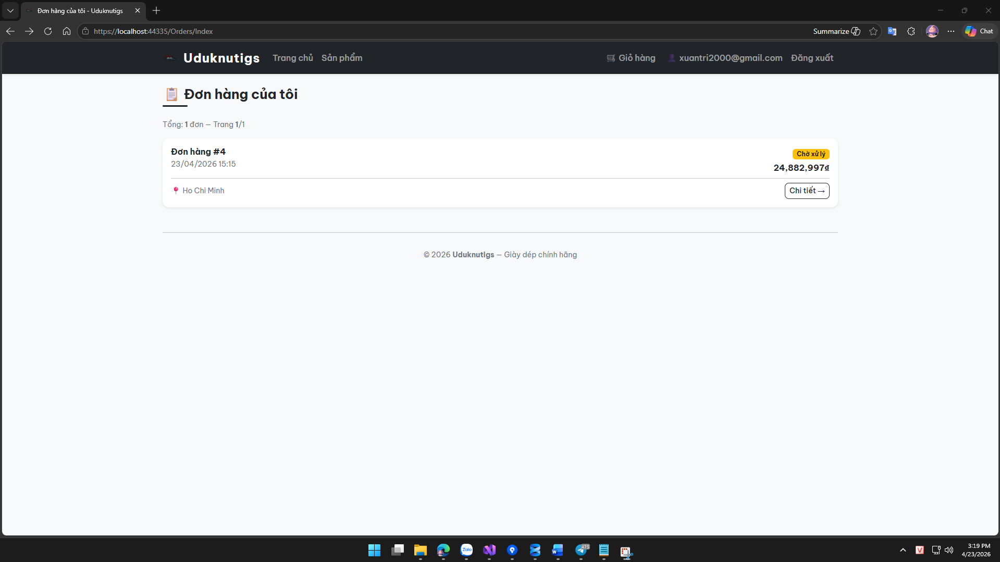 Đơn hàng của tôi - Uduknutigs
https://localhost:44335/Orders/Index
Summarize
Chat
Uduknutigs
Trang chủ
Sản phẩm
Giỏ hàng
xuantri2000@gmail.com
Đăng xuất
Đơn hàng của tôi
Tổng: 1 đơn — Trang 1/1
Đơn hàng #4
Chờ xử lý
23/04/2026 15:15
24,882,997₫
Ho Chi Minh
Chi tiết →
© 2026 Uduknutigs — Giày dép chính hãng
Zalo
475
V
3:19 PM
4/23/2026